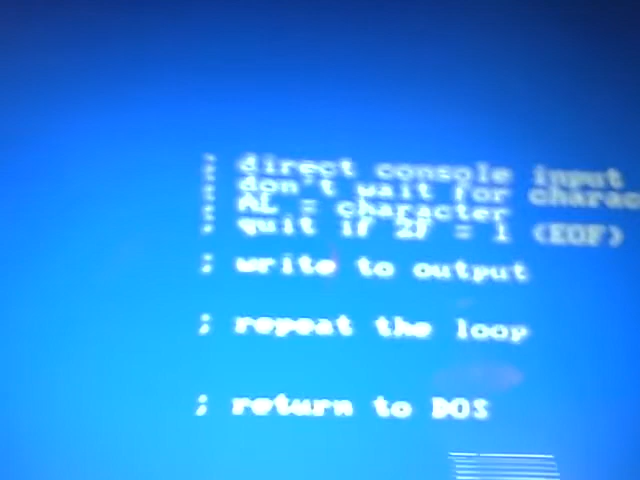 ; direct console input
; don't wait for charac
; AL = character
; quit if ZF = 1 (EOF)
; write to output
; repeat the loop
; return to DOS